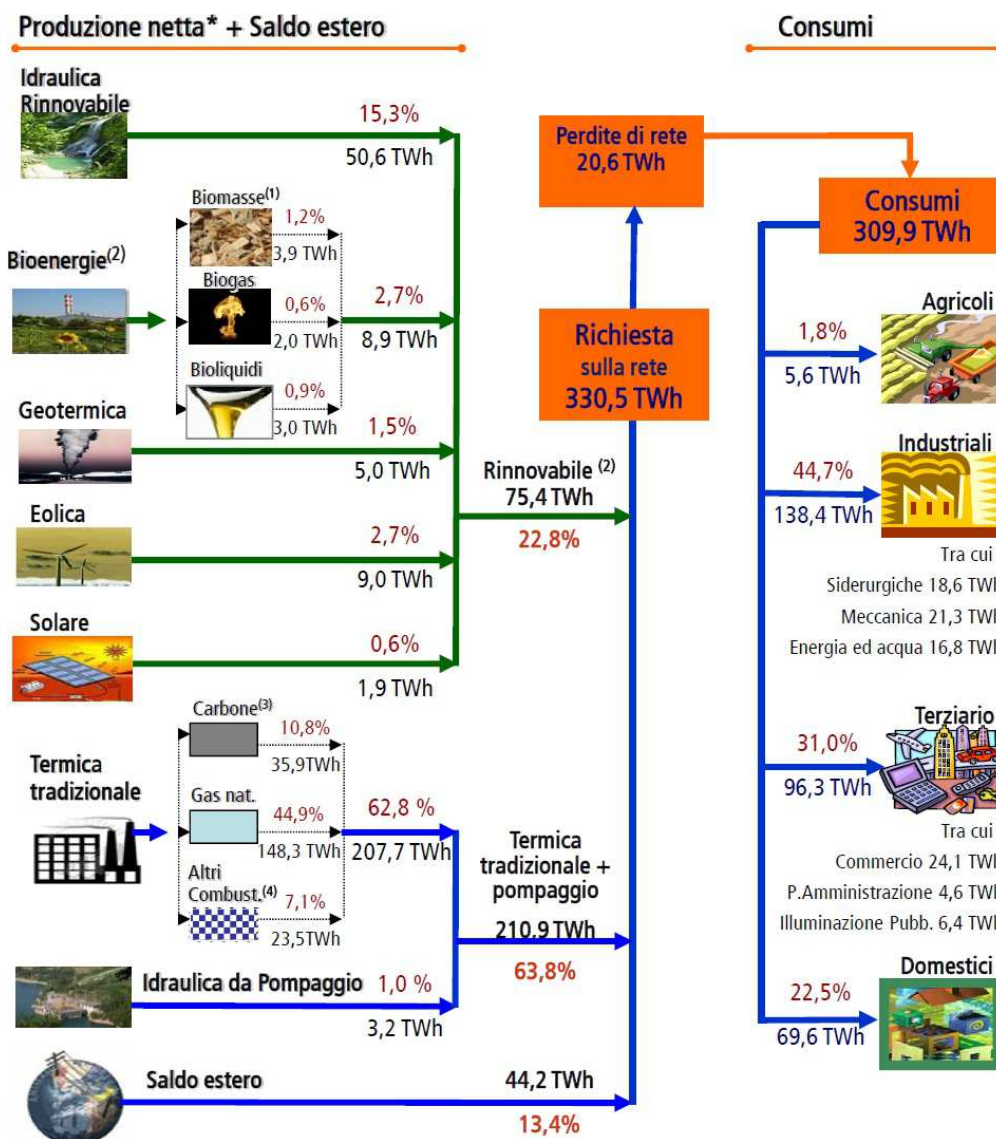 Produzione netta* + Saldo estero
Idraulica
Rinnovabile
15,3%
50,6 TWh
Bioenergie(2)
Biomasse(1)
1,2%
3,9 TWh
Biogas
0,6%
2,0 TWh
Bioliquidi
0,9%
3,0 TWh
2,7%
8,9 TWh
Geotermica
1,5%
5,0 TWh
Eolica
2,7%
9,0 TWh
Solare
0,6%
1,9 TWh
Rinnovabile (2)
75,4 TWh
22,8%
Termica
tradizionale
Carbone(3)
10,8%
35,9TWh
Gas nat.
44,9%
148,3 TWh
Altri
Combust.(4)
7,1%
23,5TWh
62,8 %
207,7 TWh
Idraulica da Pompaggio
1,0 %
3,2 TWh
Termica
tradizionale +
pompaggio
210,9 TWh
63,8%
Saldo estero
44,2 TWh
13,4%
Richiesta
sulla rete
330,5 TWh
Perdite di rete
20,6 TWh
Consumi
Consumi
309,9 TWh
Agricoli
1,8%
5,6 TWh
Industriali
44,7%
138,4 TWh
Tra cui
Siderurgiche 18,6 TWh
Meccanica 21,3 TWh
Energia ed acqua 16,8 TWh
Terziario
31,0%
96,3 TWh
Tra cui
Commercio 24,1 TWh
P.Amministrazione 4,6 TWh
Illuminazione Pubb. 6,4 TWh
Domestici
22,5%
69,6 TWh